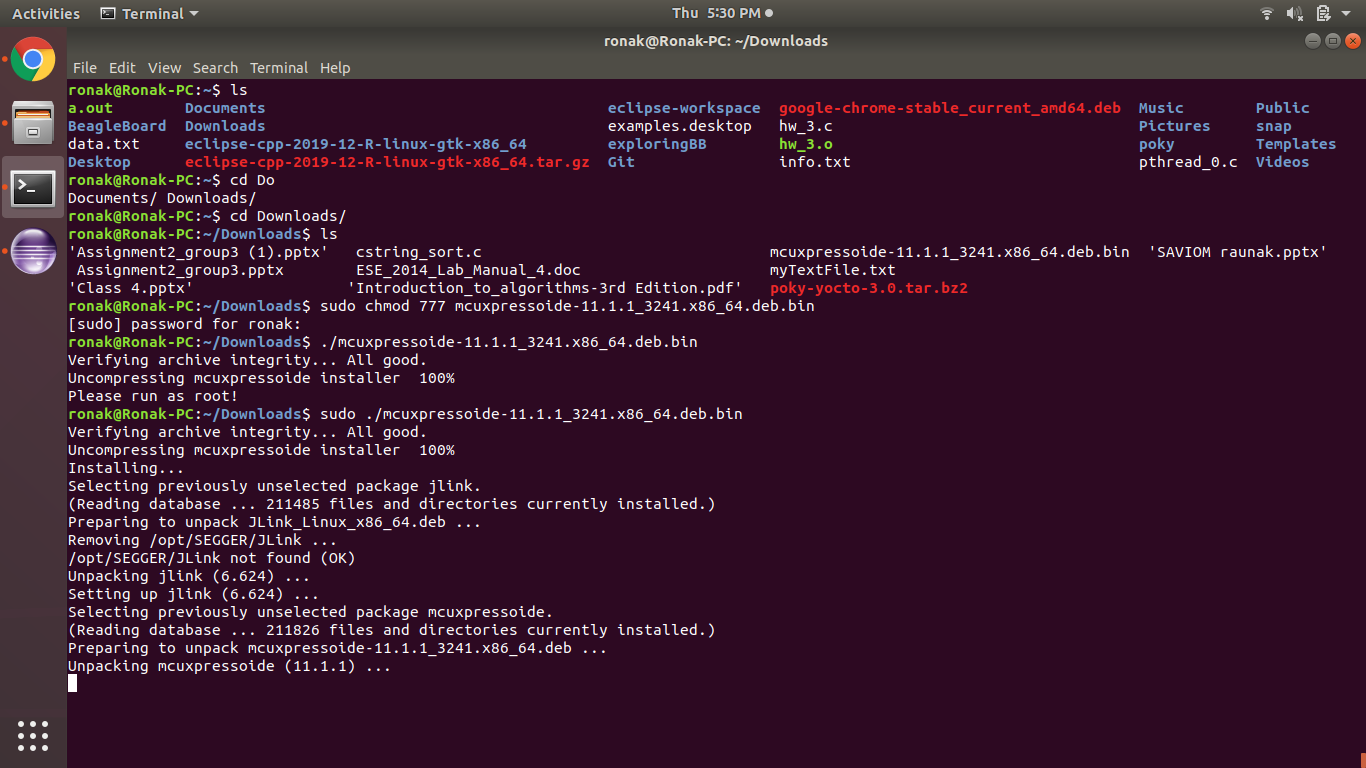 Activities Terminal Thu 5:30 PM
ronak@Ronak-PC: ~/Downloads
File Edit View Search Terminal Help
ronak@Ronak-PC:~$ ls
a.out Documents eclipse-workspace google-chrome-stable_current_amd64.deb Music Public
BeagleBoard Downloads examples.desktop hw_3.c Pictures snap
data.txt eclipse-cpp-2019-12-R-linux-gtk-x86_64 exploringBB hw_3.o poky Templates
Desktop eclipse-cpp-2019-12-R-linux-gtk-x86_64.tar.gz Git info.txt pthread_0.c Videos
ronak@Ronak-PC:~$ cd Do
Documents/ Downloads/
ronak@Ronak-PC:~$ cd Downloads/
ronak@Ronak-PC:~/Downloads$ ls
'Assignment2_group3 (1).pptx' cstring_sort.c mcuxpressoide-11.1.1_3241.x86_64.deb.bin 'SAVIOM raunak.pptx'
Assignment2_group3.pptx ESE_2014_Lab_Manual_4.doc myTextFile.txt
'Class 4.pptx' 'Introduction_to_algorithms-3rd Edition.pdf' poky-yocto-3.0.tar.bz2
ronak@Ronak-PC:~/Downloads$ sudo chmod 777 mcuxpressoide-11.1.1_3241.x86_64.deb.bin
[sudo] password for ronak:
ronak@Ronak-PC:~/Downloads$ ./mcuxpressoide-11.1.1_3241.x86_64.deb.bin
Verifying archive integrity... All good.
Uncompressing mcuxpressoide installer 100%
Please run as root!
ronak@Ronak-PC:~/Downloads$ sudo ./mcuxpressoide-11.1.1_3241.x86_64.deb.bin
Verifying archive integrity... All good.
Uncompressing mcuxpressoide installer 100%
Installing...
Selecting previously unselected package jlink.
(Reading database ... 211485 files and directories currently installed.)
Preparing to unpack JLink_Linux_x86_64.deb ...
Removing /opt/SEGGER/JLink ...
/opt/SEGGER/JLink not found (OK)
Unpacking jlink (6.624) ...
Setting up jlink (6.624) ...
Selecting previously unselected package mcuxpressoide.
(Reading database ... 211826 files and directories currently installed.)
Preparing to unpack mcuxpressoide-11.1.1_3241.x86_64.deb ...
Unpacking mcuxpressoide (11.1.1) ...